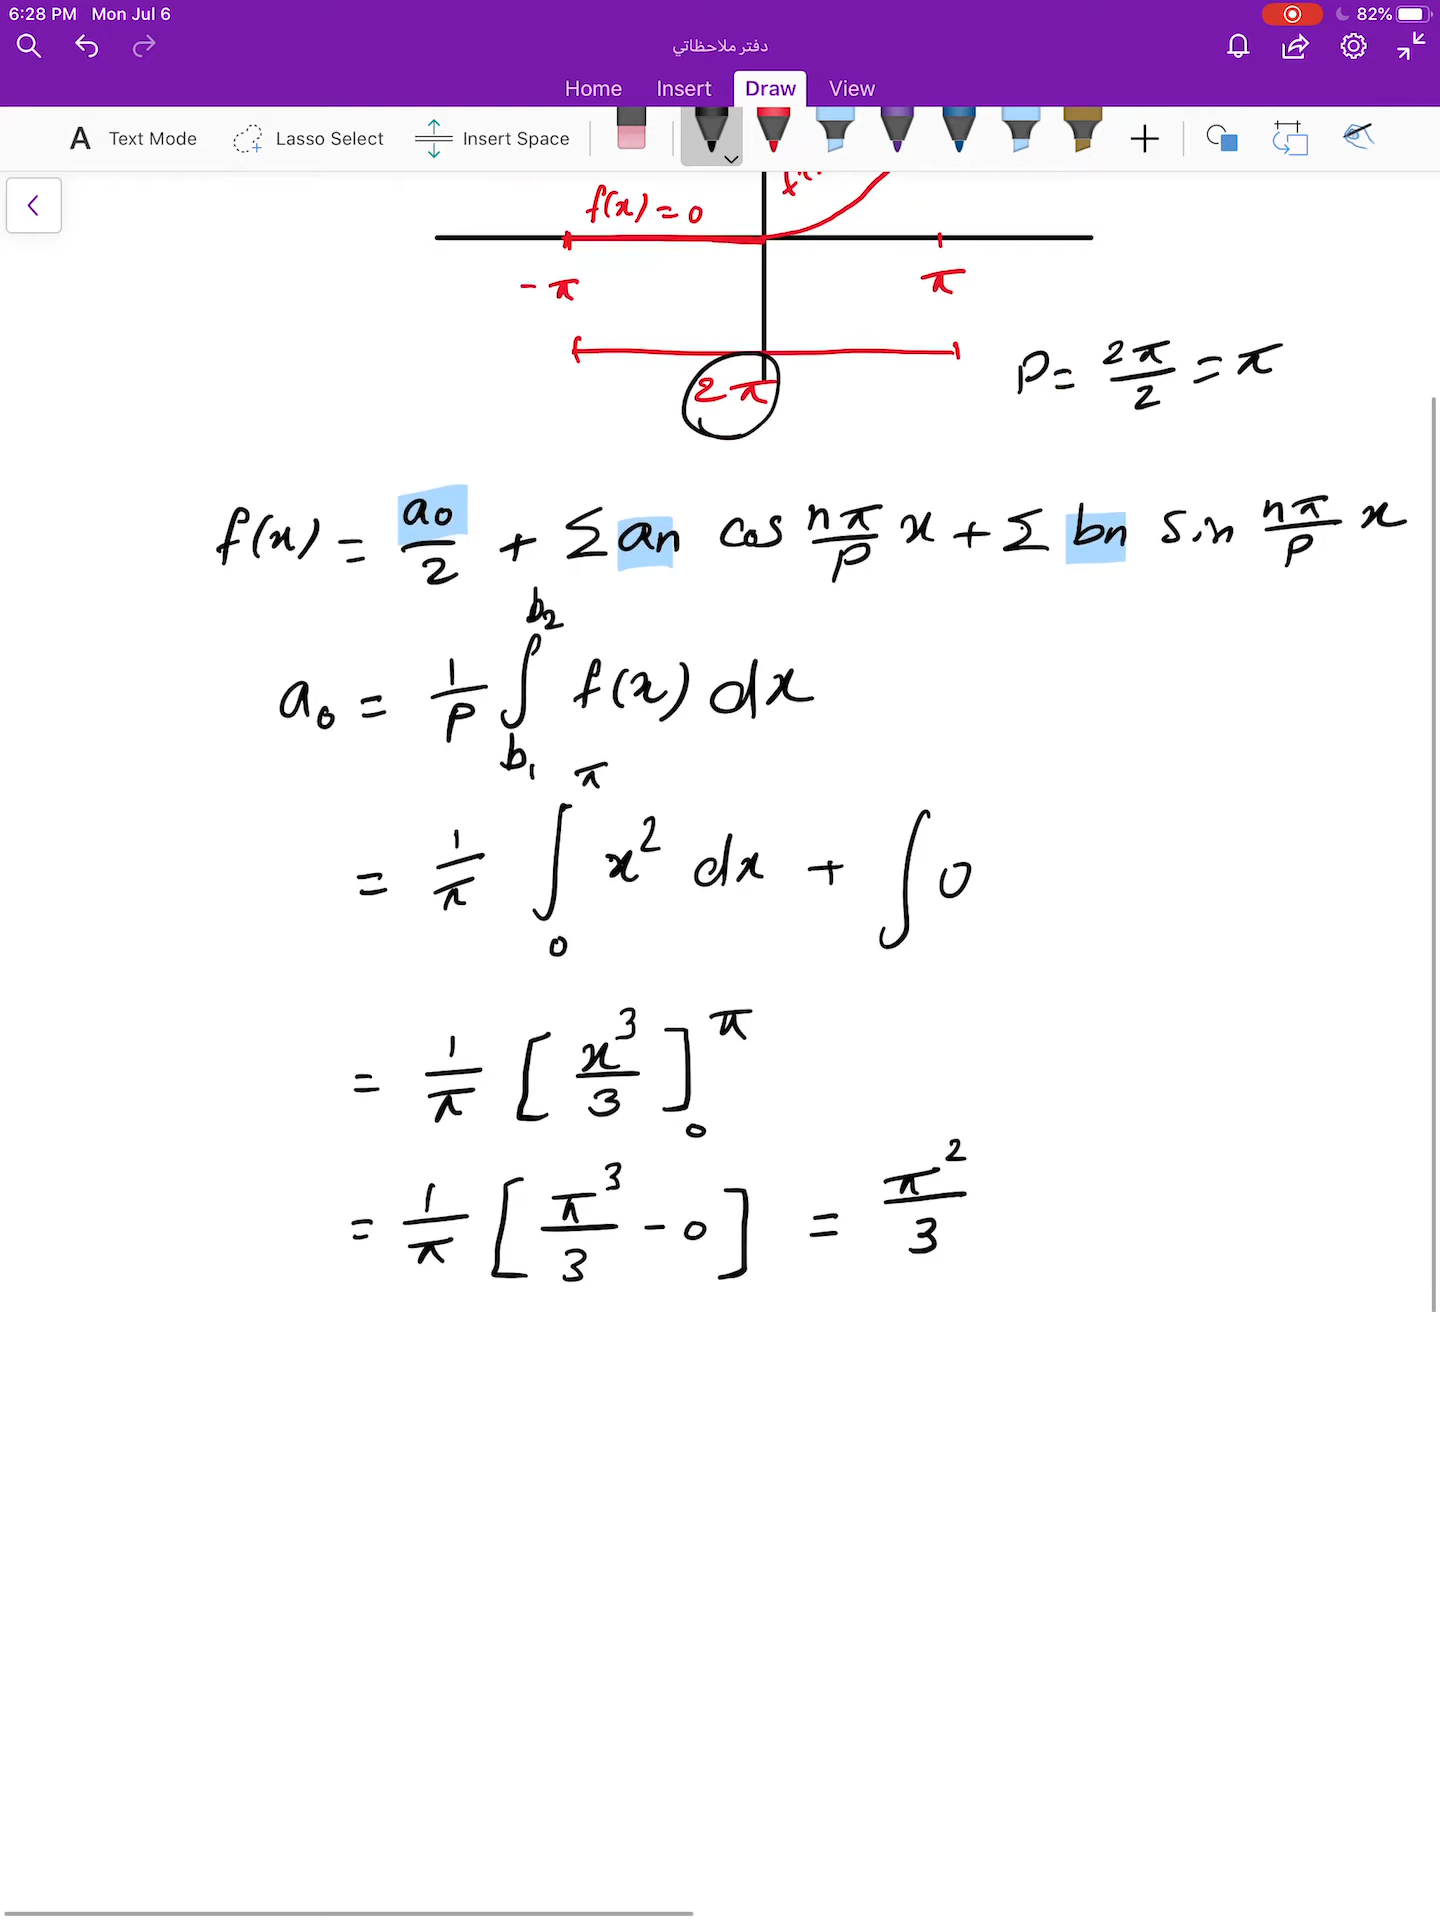 6:28 PM Mon Jul 6 82%
دفتر ملاحظاتي
Home Insert Draw View
A Text Mode Lasso Select Insert Space
f(x) = 0
-π π
2π
P = 2π/2 = π
f(x) = a₀/2 + Σ an cos nπ/P x + Σ bn sin nπ/P x
a₀ = 1/P ∫_{b₁}^{b₂} f(x) dx
= 1/π ∫_{0}^{π} x² dx + ∫ 0
= 1/π [ x³/3 ]_{0}^{π}
= 1/π [ π³/3 - 0 ] = π²/3